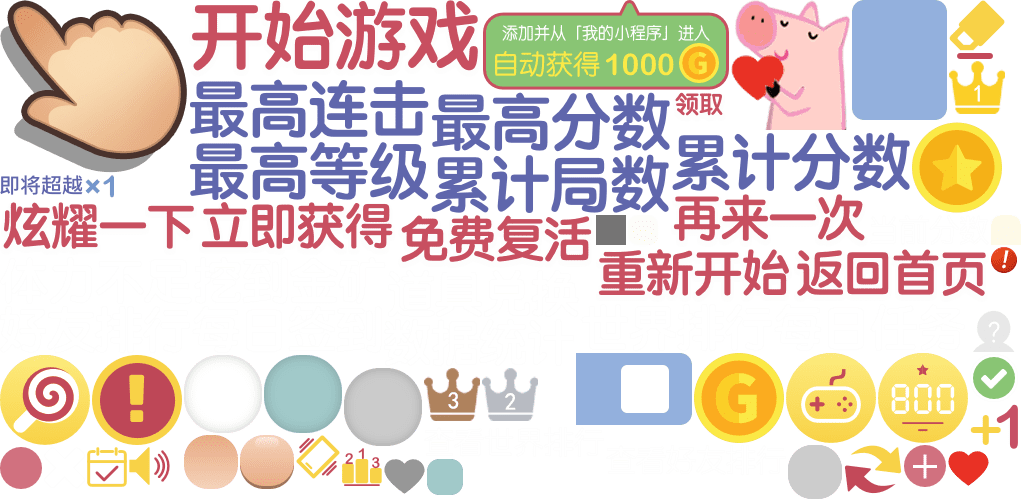 开始游戏
添加并从「我的小程序」进入
自动获得 1000 G
1
最高连击
最高分数
领取
最高等级
累计局数
累计分数
即将超越×1
炫耀一下
立即获得
免费复活
再来一次
重新开始
返回首页
!
?
!
3
2
G
800
+1
1
2
3